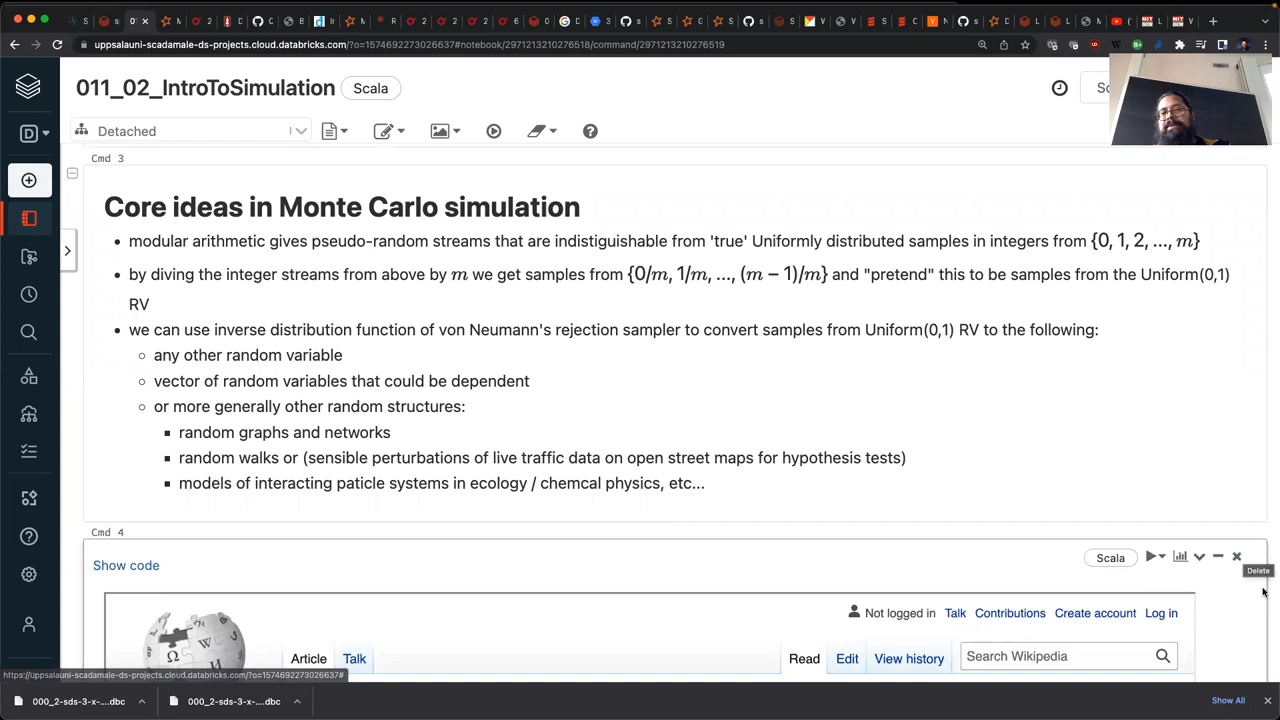 uppsalauni-scadamale-ds-projects.cloud.databricks.com/?o=1574692273026637#notebook/2971213210276518/command/2971213210276519
011_02_IntroToSimulation Scala
Detached
Cmd 3
Core ideas in Monte Carlo simulation
• modular arithmetic gives pseudo-random streams that are indistiguishable from 'true' Uniformly distributed samples in integers from {0, 1, 2, ..., m}
• by diving the integer streams from above by m we get samples from {0/m, 1/m, ..., (m − 1)/m} and "pretend" this to be samples from the Uniform(0,1)
RV
• we can use inverse distribution function of von Neumann's rejection sampler to convert samples from Uniform(0,1) RV to the following:
any other random variable
vector of random variables that could be dependent
or more generally other random structures:
random graphs and networks
random walks or (sensible perturbations of live traffic data on open street maps for hypothesis tests)
models of interacting paticle systems in ecology / chemcal physics, etc...
Cmd 4
Show code
Scala
Delete
Not logged in Talk Contributions Create account Log in
Article Talk Read Edit View history Search Wikipedia
https://uppsalauni-scadamale-ds-projects.cloud.databricks.com/?o=1574692273026637#
000_2-sds-3-x-....dbc 000_2-sds-3-x-....dbc Show All